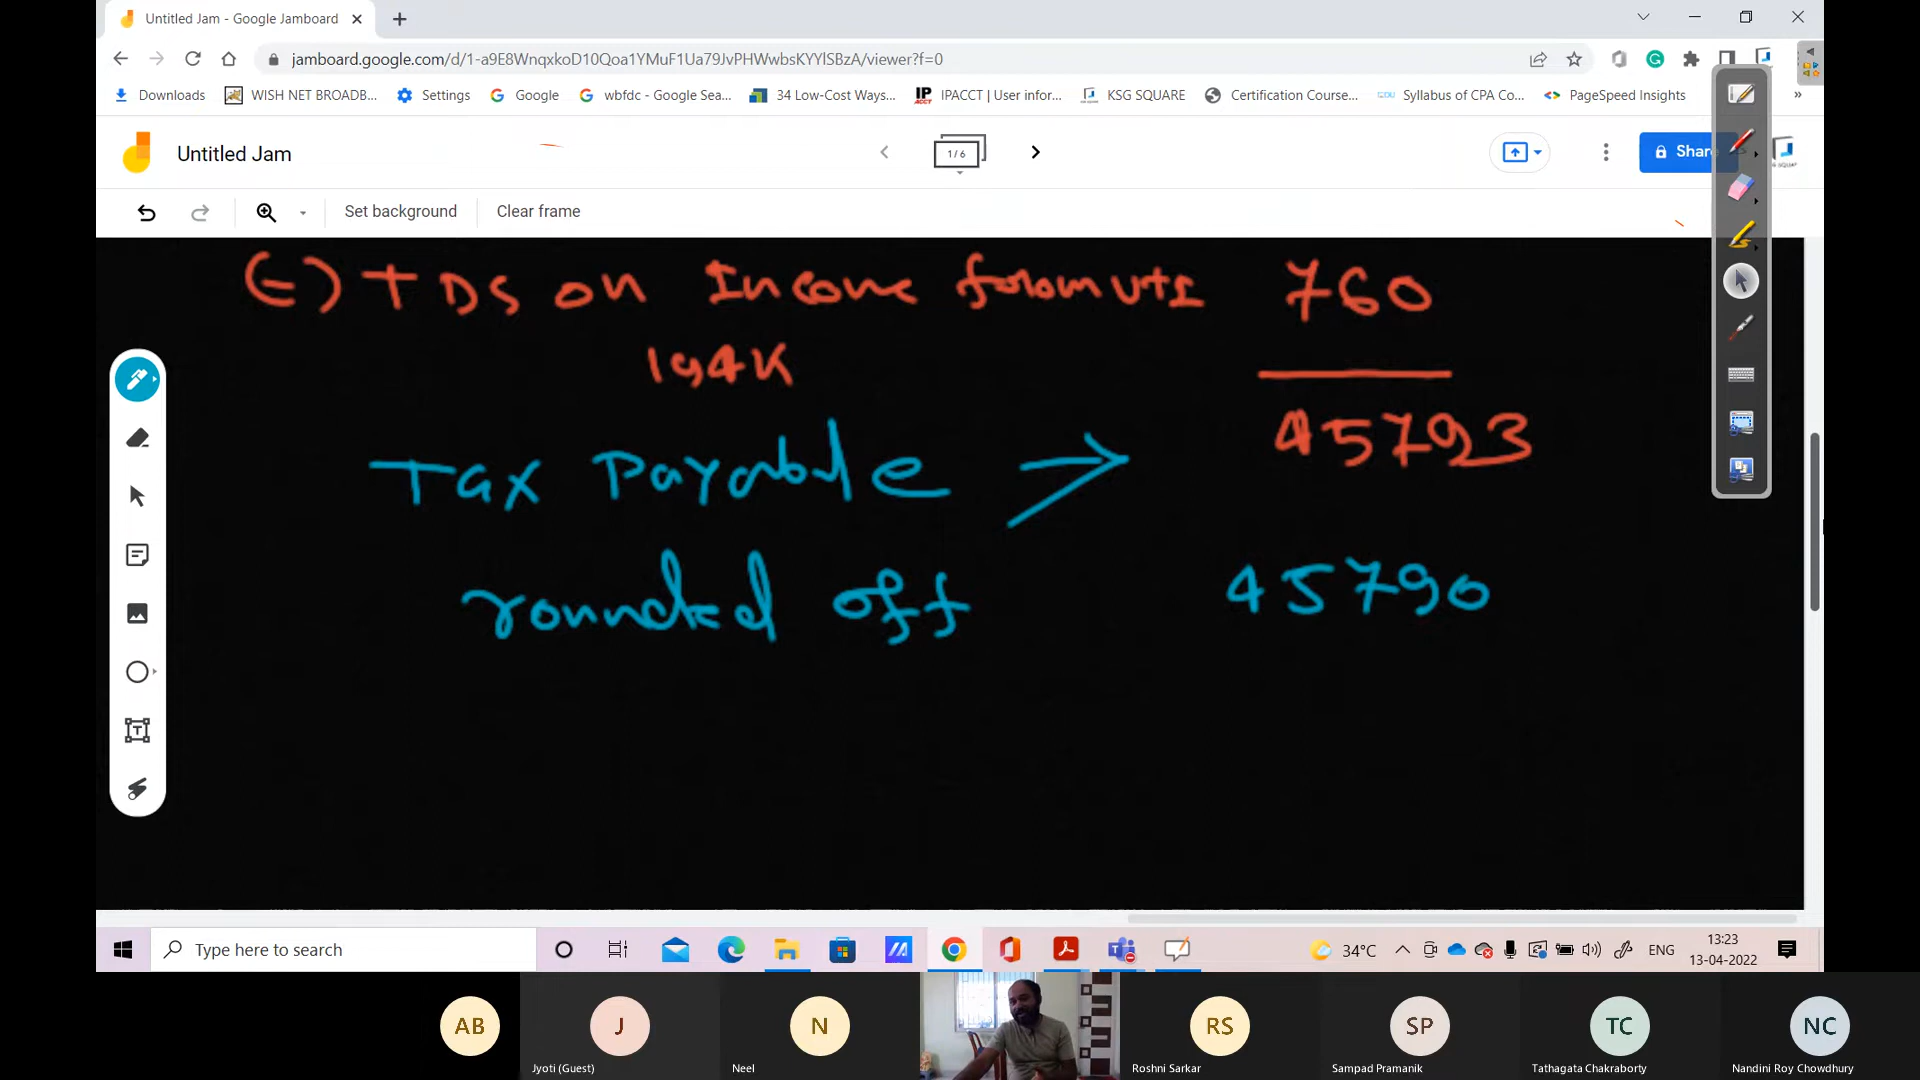 Untitled Jam - Google Jamboard
jamboard.google.com/d/1-a9E8WnqxkoD10Qoa1YMuF1Ua79JvPHWwbsKYYlSBzA/viewer?f=0
Downloads WISH NET BROADB... Settings Google wbfdc - Google Sea... 34 Low-Cost Ways... IPACCT | User infor... KSG SQUARE Certification Course... Syllabus of CPA Co... PageSpeed Insights »
Untitled Jam 1/6 Share
Set background Clear frame
(-) TDS on Income from UTI 760
194K
45793
Tax Payable
rounded off 45790
Type here to search 34°C ENG 13:23
13-04-2022
AB J N RS SP TC NC
Jyoti (Guest) Neel Roshni Sarkar Sampad Pramanik Tathagata Chakraborty Nandini Roy Chowdhury